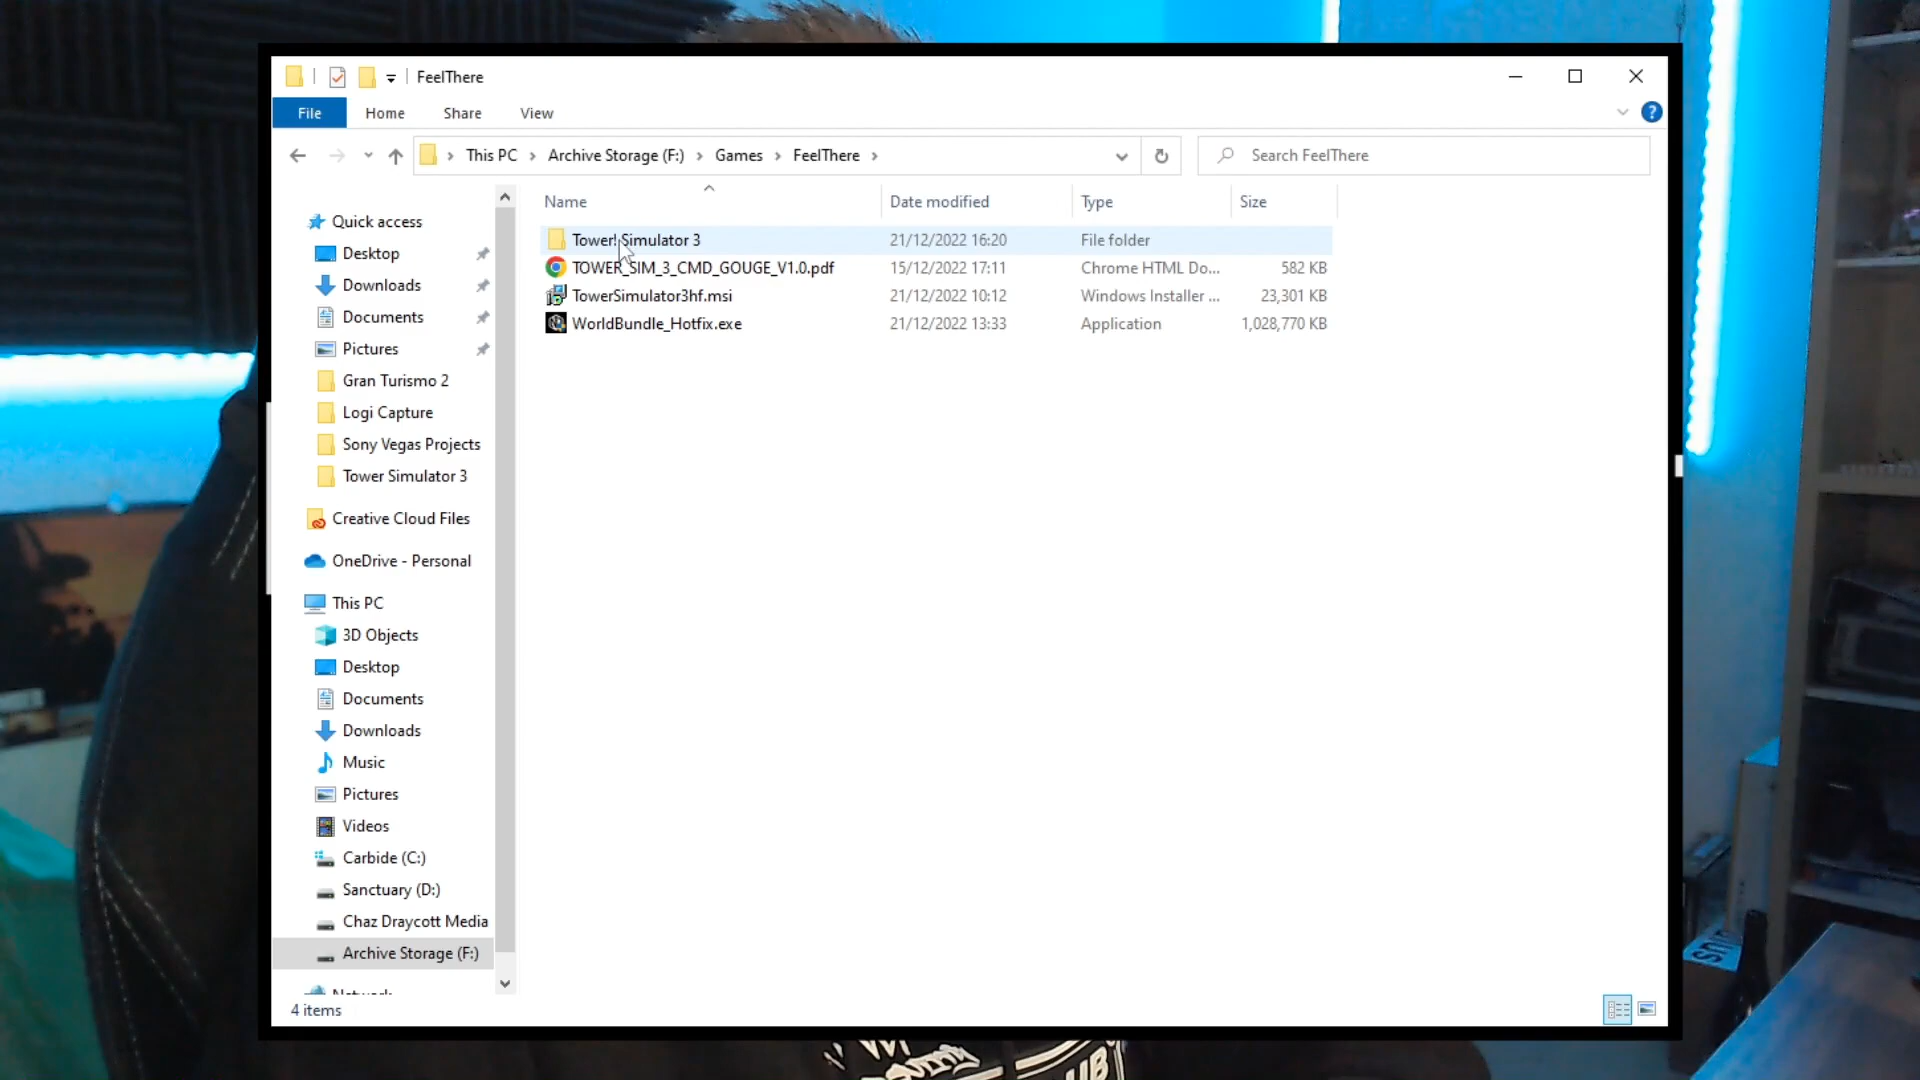 FeelThere
File Home Share View
This PC Archive Storage (F:) Games FeelThere
Search FeelThere
Name Date modified Type Size
Tower! Simulator 3 21/12/2022 16:20 File folder
TOWER_SIM_3_CMD_GOUGE_V1.0.pdf 15/12/2022 17:11 Chrome HTML Do... 582 KB
TowerSimulator3hf.msi 21/12/2022 10:12 Windows Installer ... 23,301 KB
WorldBundle_Hotfix.exe 21/12/2022 13:33 Application 1,028,770 KB
Quick access
Desktop
Downloads
Documents
Pictures
Gran Turismo 2
Logi Capture
Sony Vegas Projects
Tower Simulator 3
Creative Cloud Files
OneDrive - Personal
This PC
3D Objects
Desktop
Documents
Downloads
Music
Pictures
Videos
Carbide (C:)
Sanctuary (D:)
Chaz Draycott Media
Archive Storage (F:)
Network
4 items